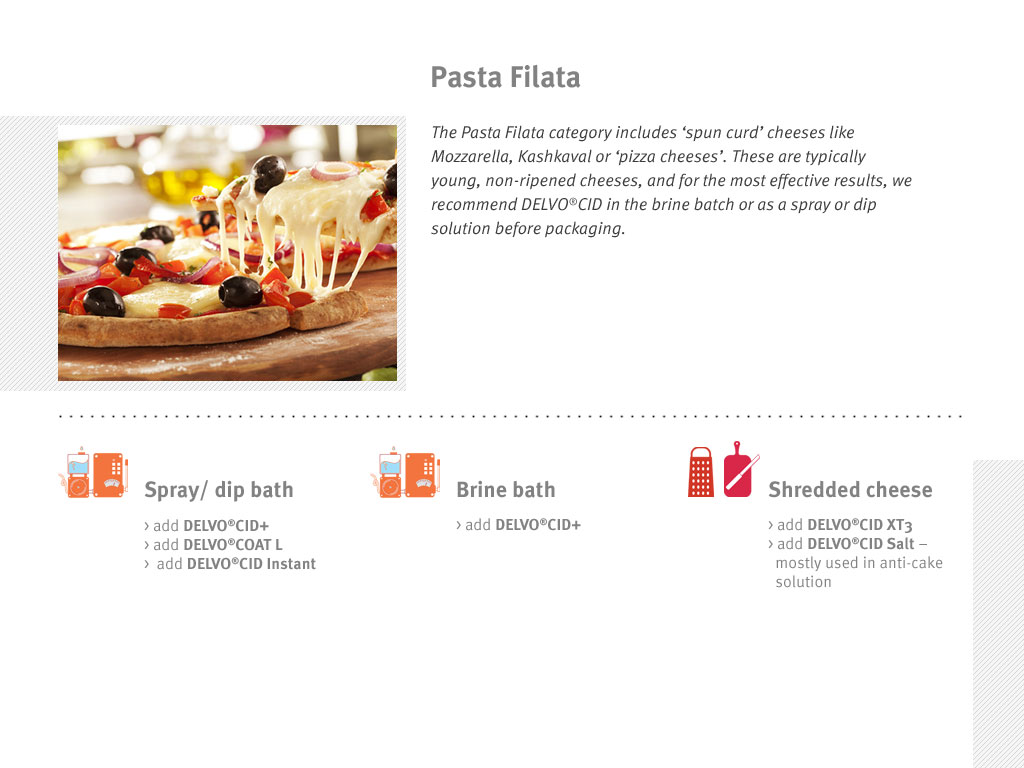 Pasta Filata
The Pasta Filata category includes ‘spun curd’ cheeses like
Mozzarella, Kashkaval or ‘pizza cheeses’. These are typically
young, non-ripened cheeses, and for the most effective results, we
recommend DELVO®CID in the brine batch or as a spray or dip
solution before packaging.
Spray/ dip bath
› add DELVO®CID+
› add DELVO®COAT L
› add DELVO®CID Instant
Brine bath
› add DELVO®CID+
Shredded cheese
› add DELVO®CID XT3
› add DELVO®CID Salt –
mostly used in anti-cake
solution